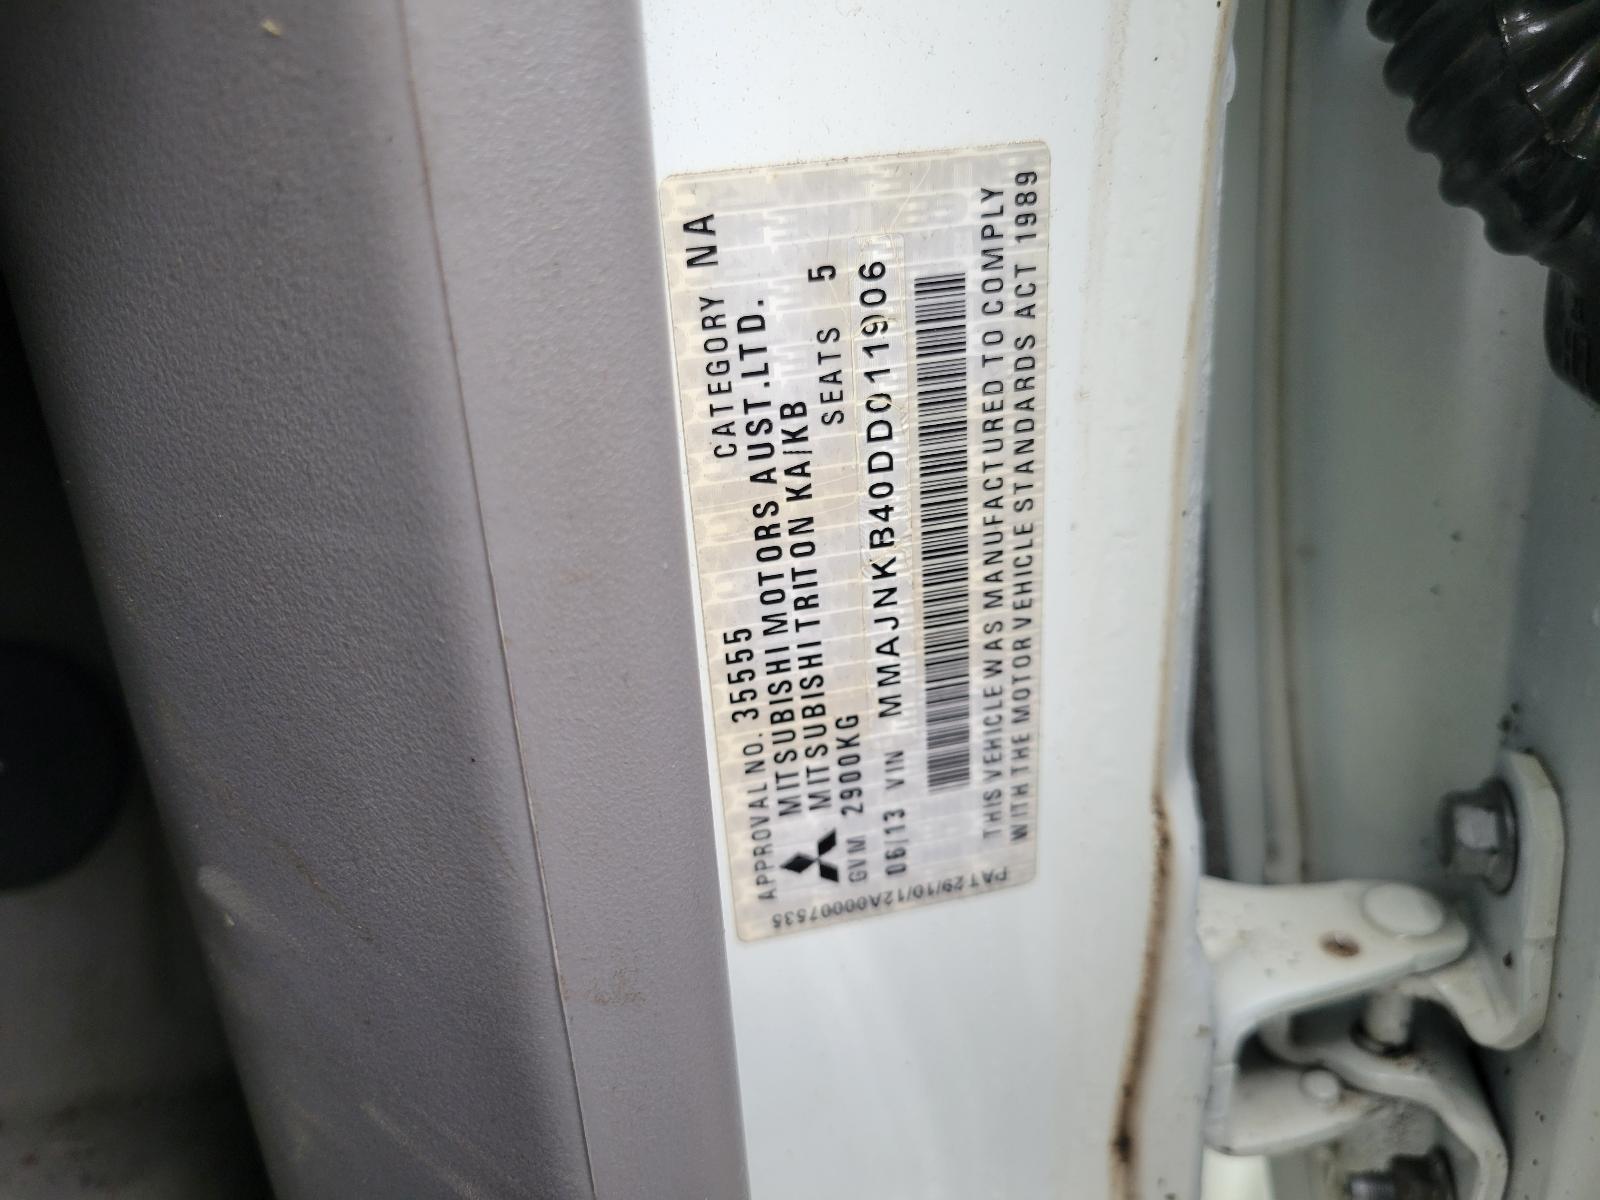 APPROVAL NO. 35555 CATEGORY NA
MITSUBISHI MOTORS AUST.LTD.
MITSUBISHI TRITON KA/KB
GVM 2900KG SEATS 5
06/13 VIN MMAJNKB40DD011906
THIS VEHICLE WAS MANUFACTURED TO COMPLY
WITH THE MOTOR VEHICLE STANDARDS ACT 1989
PAT29/10/12A00007535